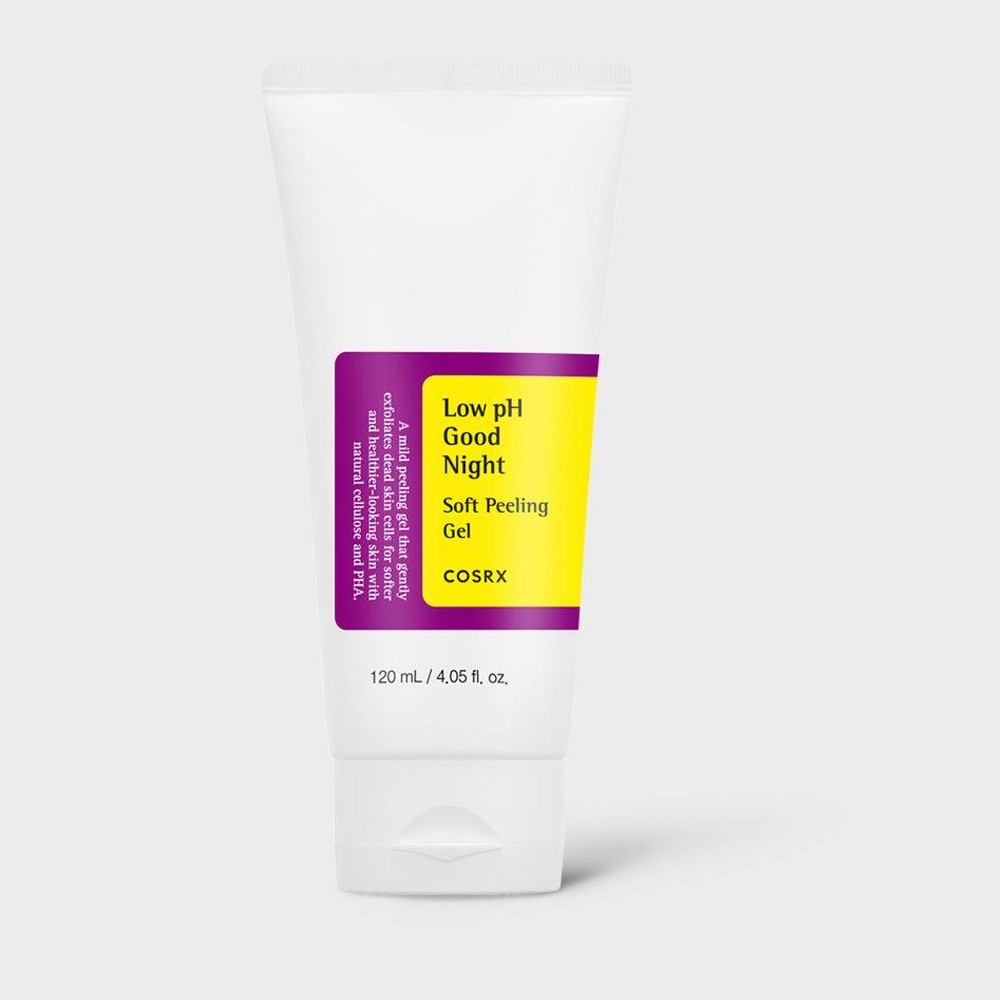 A mild peeling gel that gently
exfoliates dead skin cells for softer
and healthier-looking skin with
natural cellulose and PHA.
Low pH
Good
Night
Soft Peeling
Gel
COSRX
120 mL / 4.05 fl. oz.